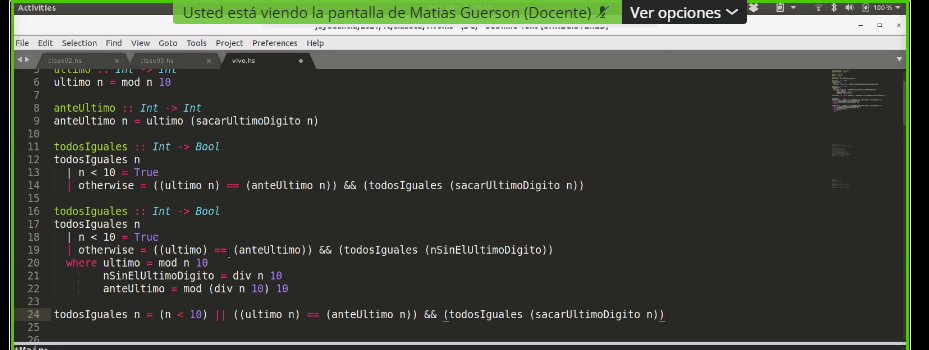 Activities
Usted está viendo la pantalla de Matias Guerson (Docente)
Ver opciones
100 %
File Edit Selection Find View Goto Tools Project Preferences Help
clase02.hs
clase03.hs
vivo.hs
5 ultimo :: Int -> Int
6 ultimo n = mod n 10
7
8 anteUltimo :: Int -> Int
9 anteUltimo n = ultimo (sacarUltimoDigito n)
10
11 todosIguales :: Int -> Bool
12 todosIguales n
13 | n < 10 = True
14 | otherwise = ((ultimo n) == (anteUltimo n)) && (todosIguales (sacarUltimoDigito n))
15
16 todosIguales :: Int -> Bool
17 todosIguales n
18 | n < 10 = True
19 | otherwise = ((ultimo) == (anteUltimo)) && (todosIguales (nSinElUltimoDigito))
20 where ultimo = mod n 10
21 nSinElUltimoDigito = div n 10
22 anteUltimo = mod (div n 10) 10
23
24 todosIguales n = (n < 10) || ((ultimo n) == (anteUltimo n)) && (todosIguales (sacarUltimoDigito n))
25
26
*Main>